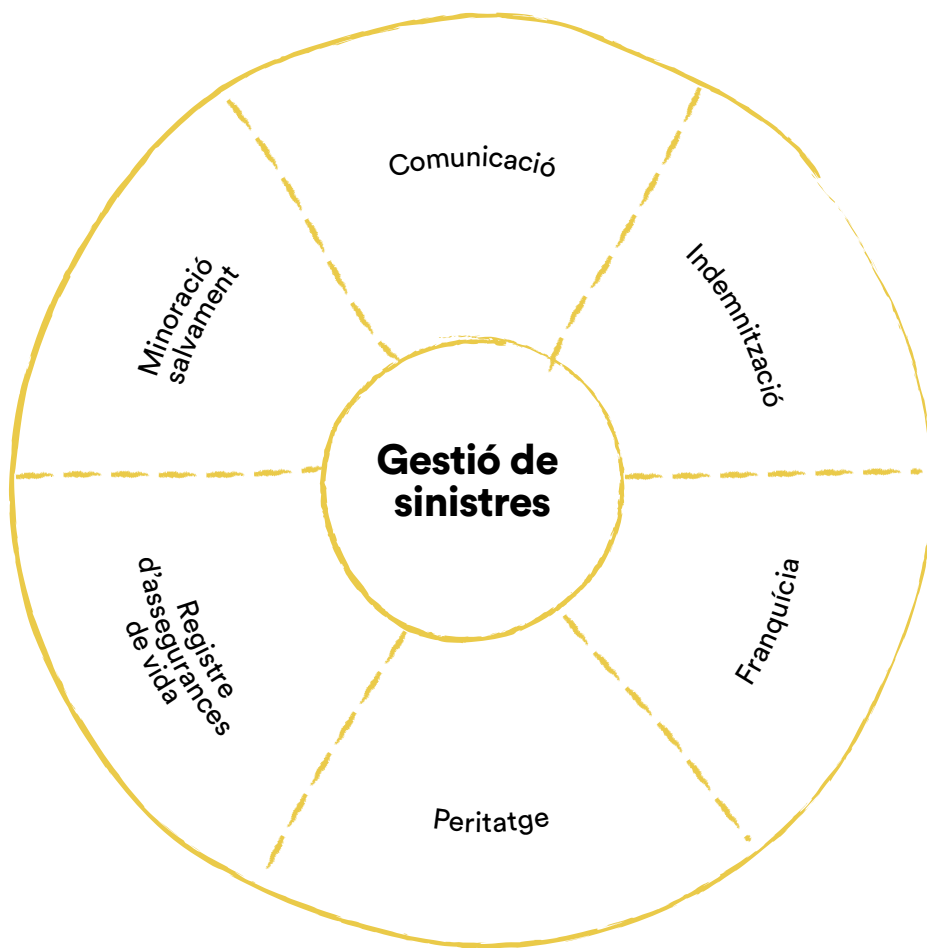 Comunicació
Indemnització
Franquícia
Peritatge
Registre
d'assegurances
de vida
Minoració
salvament
Gestió de
sinistres